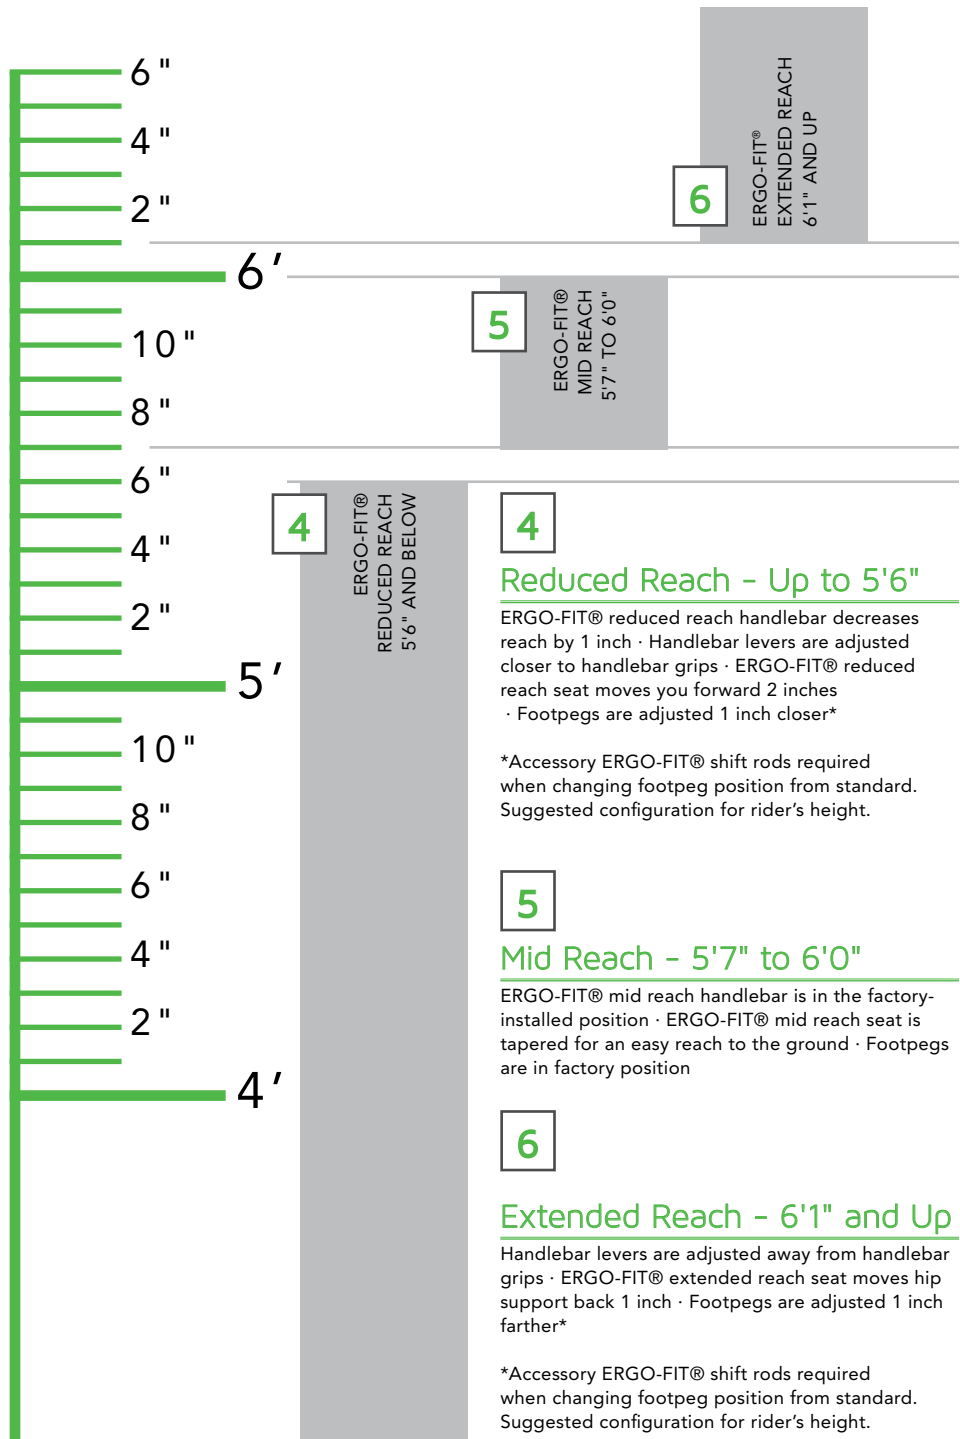 6"
4"
2"
6'
10"
8"
6"
4"
2"
5'
10"
8"
6"
4"
2"
4'
6
ERGO-FIT®
EXTENDED REACH
6'1" AND UP
5
ERGO-FIT®
MID REACH
5'7" TO 6'0"
4
ERGO-FIT®
REDUCED REACH
5'6" AND BELOW
4
Reduced Reach - Up to 5'6"
ERGO-FIT® reduced reach handlebar decreases
reach by 1 inch · Handlebar levers are adjusted
closer to handlebar grips · ERGO-FIT® reduced
reach seat moves you forward 2 inches
· Footpegs are adjusted 1 inch closer*
*Accessory ERGO-FIT® shift rods required
when changing footpeg position from standard.
Suggested configuration for rider's height.
5
Mid Reach - 5'7" to 6'0"
ERGO-FIT® mid reach handlebar is in the factory-
installed position · ERGO-FIT® mid reach seat is
tapered for an easy reach to the ground · Footpegs
are in factory position
6
Extended Reach - 6'1" and Up
Handlebar levers are adjusted away from handlebar
grips · ERGO-FIT® extended reach seat moves hip
support back 1 inch · Footpegs are adjusted 1 inch
farther*
*Accessory ERGO-FIT® shift rods required
when changing footpeg position from standard.
Suggested configuration for rider's height.